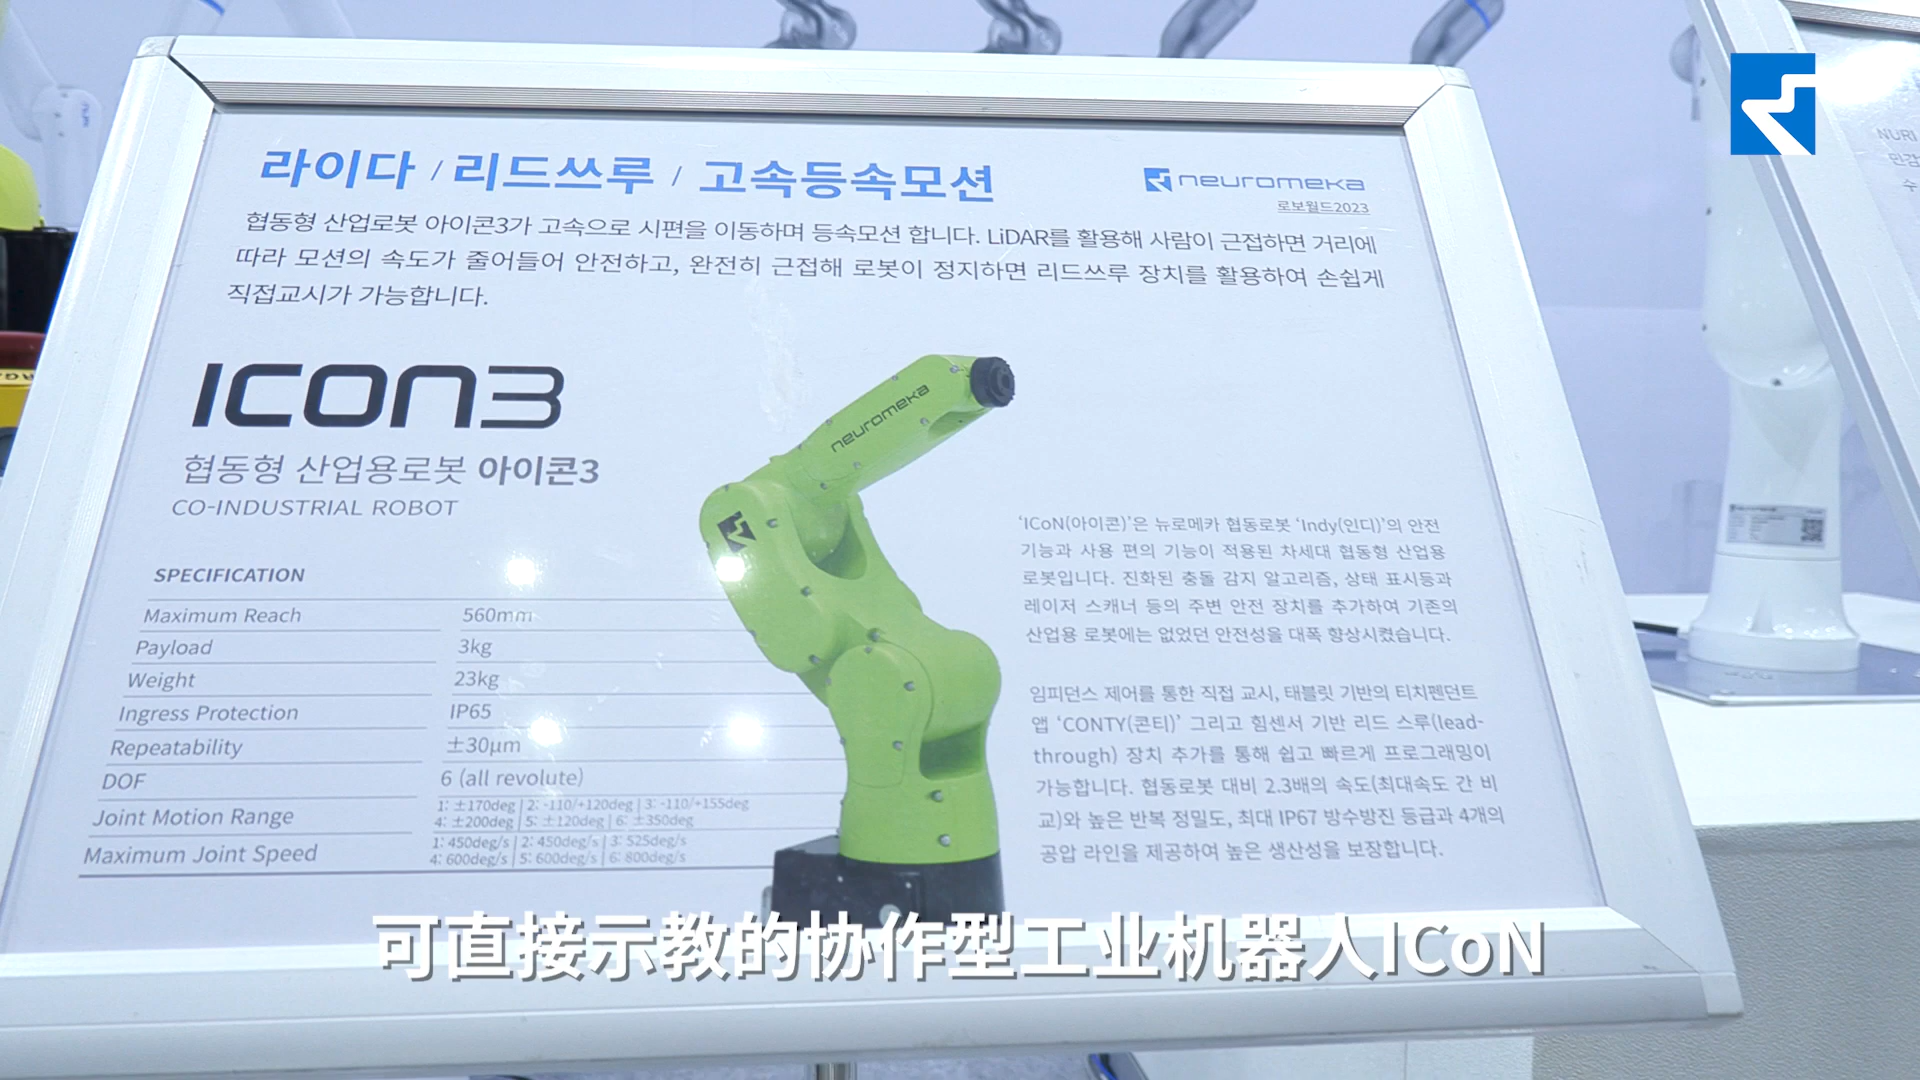 라이다 / 리드쓰루 / 고속등속모션
neuromeka
로보월드2023
협동형 산업로봇 아이콘3가 고속으로 시편을 이동하며 등속모션 합니다. LiDAR를 활용해 사람이 근접하면 거리에
따라 모션의 속도가 줄어들어 안전하고, 완전히 근접해 로봇이 정지하면 리드쓰루 장치를 활용하여 손쉽게
직접교시가 가능합니다.
ICON3
협동형 산업용로봇 아이콘3
CO-INDUSTRIAL ROBOT
SPECIFICATION
Maximum Reach 560mm
Payload 3kg
Weight 23kg
Ingress Protection IP65
Repeatability ±30μm
DOF 6 (all revolute)
Joint Motion Range 1: ±170deg | 2: -110/+120deg | 3: -110/+155deg
4: ±200deg | 5: ±120deg | 6: ±350deg
Maximum Joint Speed 1: 450deg/s | 2: 450deg/s | 3: 525deg/s
4: 600deg/s | 5: 600deg/s | 6: 800deg/s
neuromeka
'ICoN(아이콘)'은 뉴로메카 협동로봇 'Indy(인디)'의 안전
기능과 사용 편의 기능이 적용된 차세대 협동형 산업용
로봇입니다. 진화된 충돌 감지 알고리즘, 상태 표시등과
레이저 스캐너 등의 주변 안전 장치를 추가하여 기존의
산업용 로봇에는 없었던 안전성을 대폭 향상시켰습니다.
임피던스 제어를 통한 직접 교시, 태블릿 기반의 티치펜던트
앱 'CONTY(콘티)' 그리고 힘센서 기반 리드 스루(lead-
through) 장치 추가를 통해 쉽고 빠르게 프로그래밍이
가능합니다. 협동로봇 대비 2.3배의 속도(최대속도 간 비
교)와 높은 반복 정밀도, 최대 IP67 방수방진 등급과 4개의
공압 라인을 제공하여 높은 생산성을 보장합니다.
NURI
可直接示教的协作型工业机器人ICoN